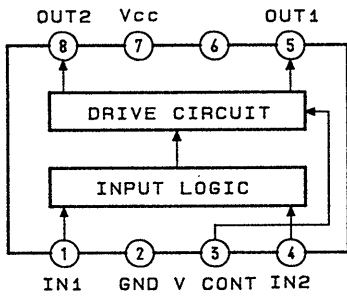 OUT2 Vcc OUT1
8 7 6 5
DRIVE CIRCUIT
INPUT LOGIC
1 2 3 4
IN1 GND V CONT IN2